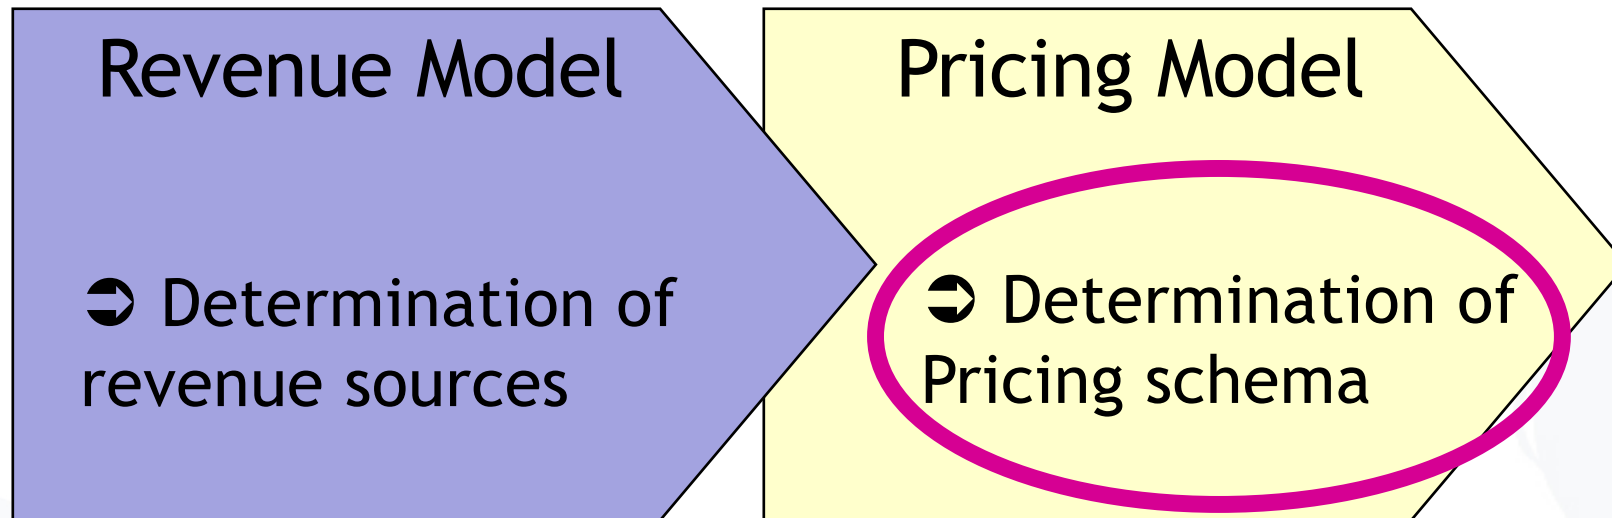 Revenue Model
➲ Determination of
revenue sources
Pricing Model
➲ Determination of
Pricing schema